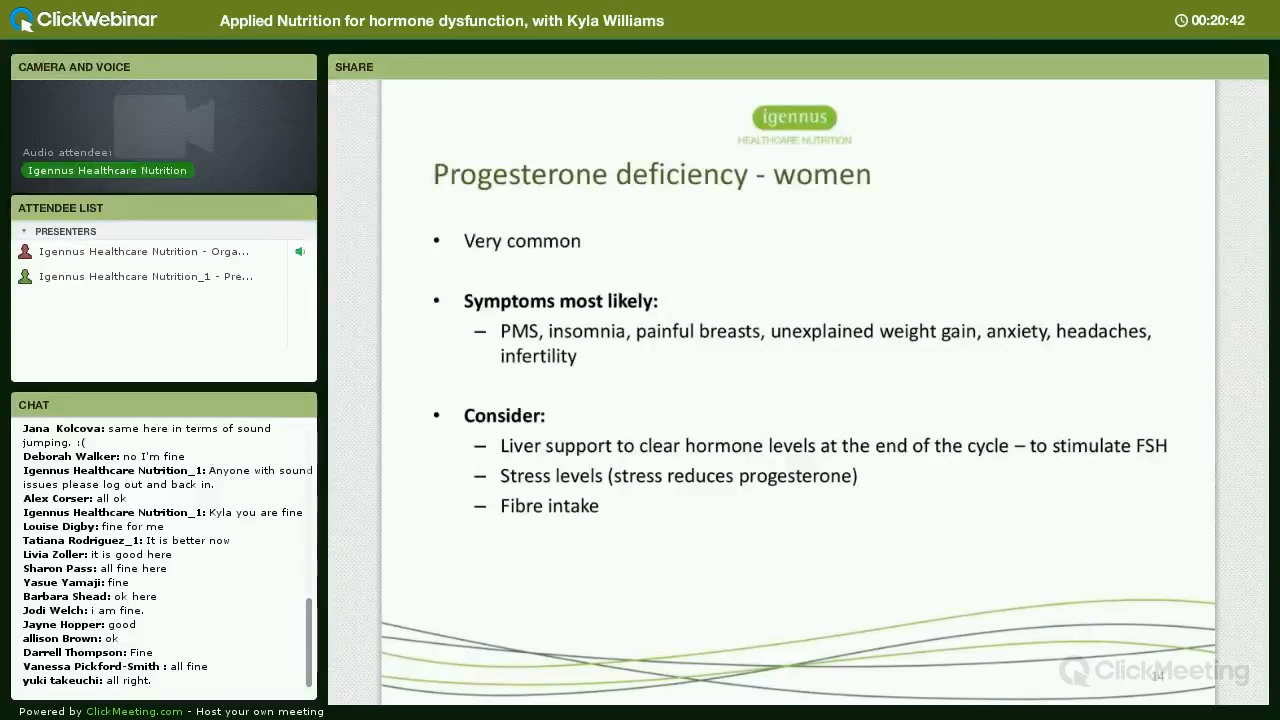 ClickWebinar
Applied Nutrition for hormone dysfunction, with Kyla Williams
00:20:42
CAMERA AND VOICE
Audio attendee:
Igennus Healthcare Nutrition
ATTENDEE LIST
PRESENTERS
Igennus Healthcare Nutrition - Orga...
Igennus Healthcare Nutrition_1 - Pre...
CHAT
Jana Kolcova: same here in terms of sound
jumping. :(
Deborah Walker: no I'm fine
Igennus Healthcare Nutrition_1: Anyone with sound
issues please log out and back in.
Alex Corser: all ok
Igennus Healthcare Nutrition_1: Kyla you are fine
Louise Digby: fine for me
Tatiana Rodriguez_1: It is better now
Livia Zoller: it is good here
Sharon Pass: all fine here
Yasue Yamaji: fine
Barbara Shead: ok here
Jodi Welch: i am fine.
Jayne Hopper: good
allison Brown: ok
Darrell Thompson: Fine
Vanessa Pickford-Smith : all fine
yuki takeuchi: all right.
Powered by ClickMeeting.com - Host your own meeting
SHARE
igennus
HEALTHCARE NUTRITION
Progesterone deficiency - women
• Very common
• Symptoms most likely:
– PMS, insomnia, painful breasts, unexplained weight gain, anxiety, headaches,
infertility
• Consider:
– Liver support to clear hormone levels at the end of the cycle – to stimulate FSH
– Stress levels (stress reduces progesterone)
– Fibre intake
ClickMeeting
14